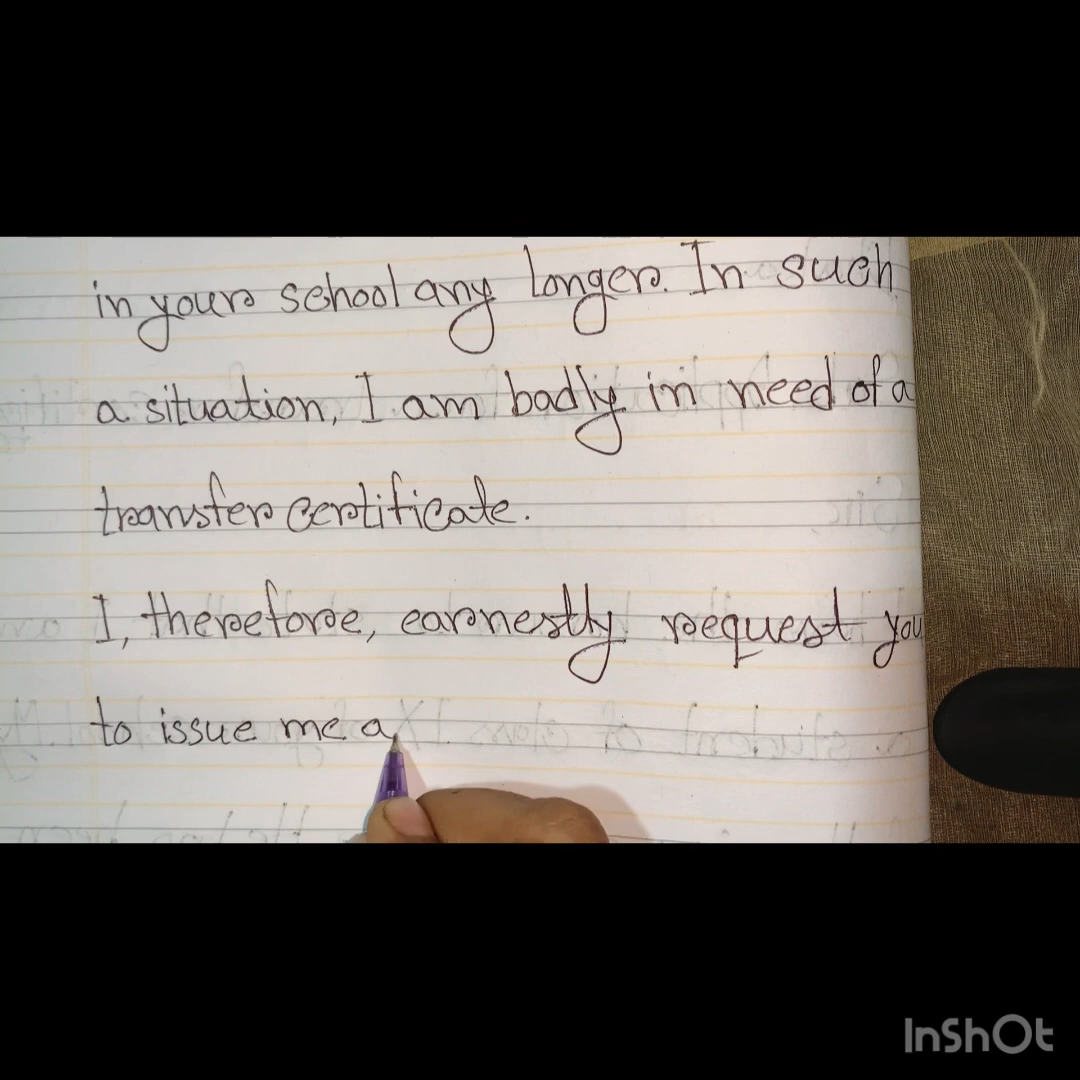 in your school any longer. In such
a situation, I am badly in need of a
transfer certificate.
I, therefore, earnestly request you
to issue me a
InShOt